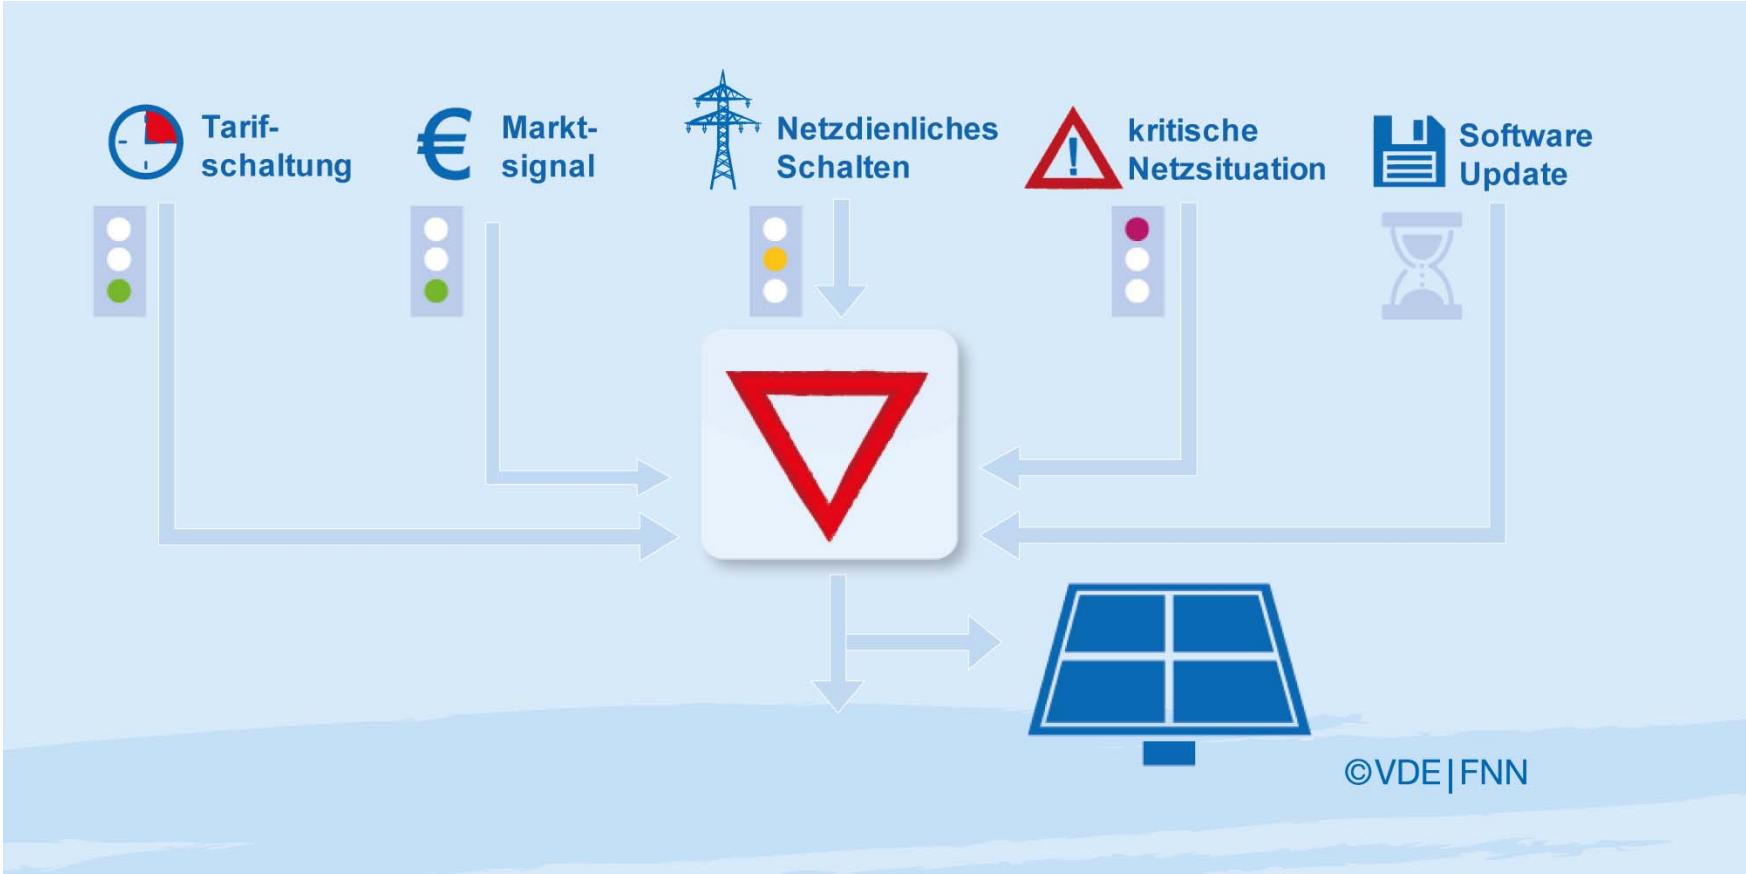 Tarif-
schaltung
Markt-
signal
Netzdienliches
Schalten
kritische
Netzsituation
Software
Update
©VDE|FNN